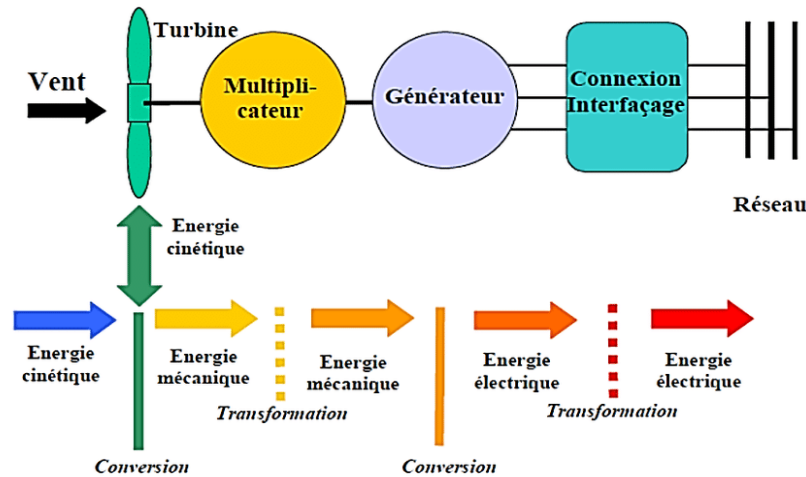 Turbine
Vent
Multipli-
cateur
Générateur
Connexion
Interfaçage
Réseau
Energie
cinétique
Energie
cinétique
Energie
mécanique
Energie
mécanique
Energie
électrique
Energie
électrique
Transformation
Transformation
Conversion
Conversion